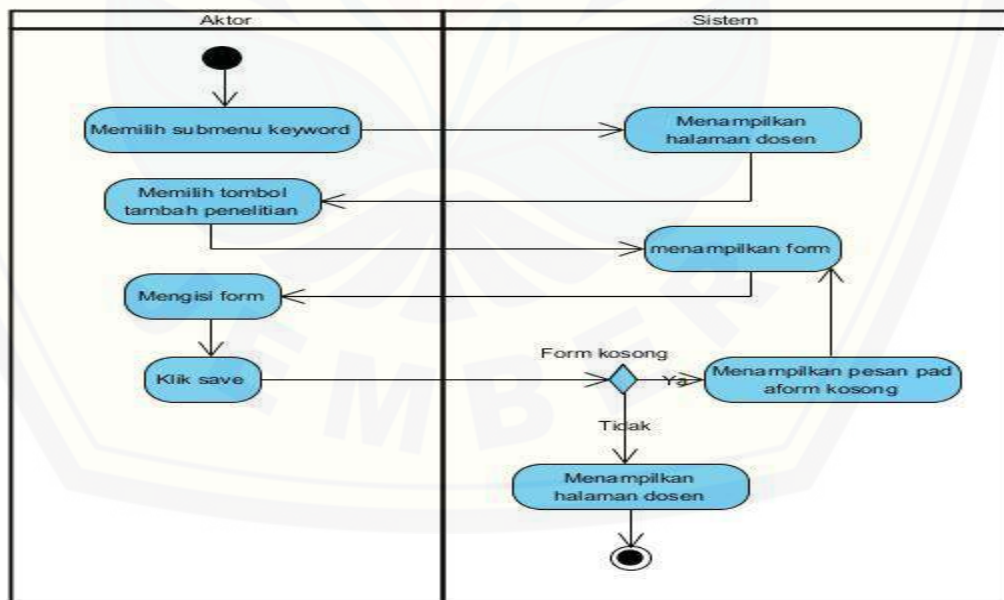 Aktor
Sistem
Memilih submenu keyword
Menampilkan
halaman dosen
Memilih tombol
tambah penelitian
menampilkan form
Mengisi form
Klik save
Form kosong
Ya
Menampilkan pesan pad
aform kosong
Tidak
Menampilkan
halaman dosen
JEMBER